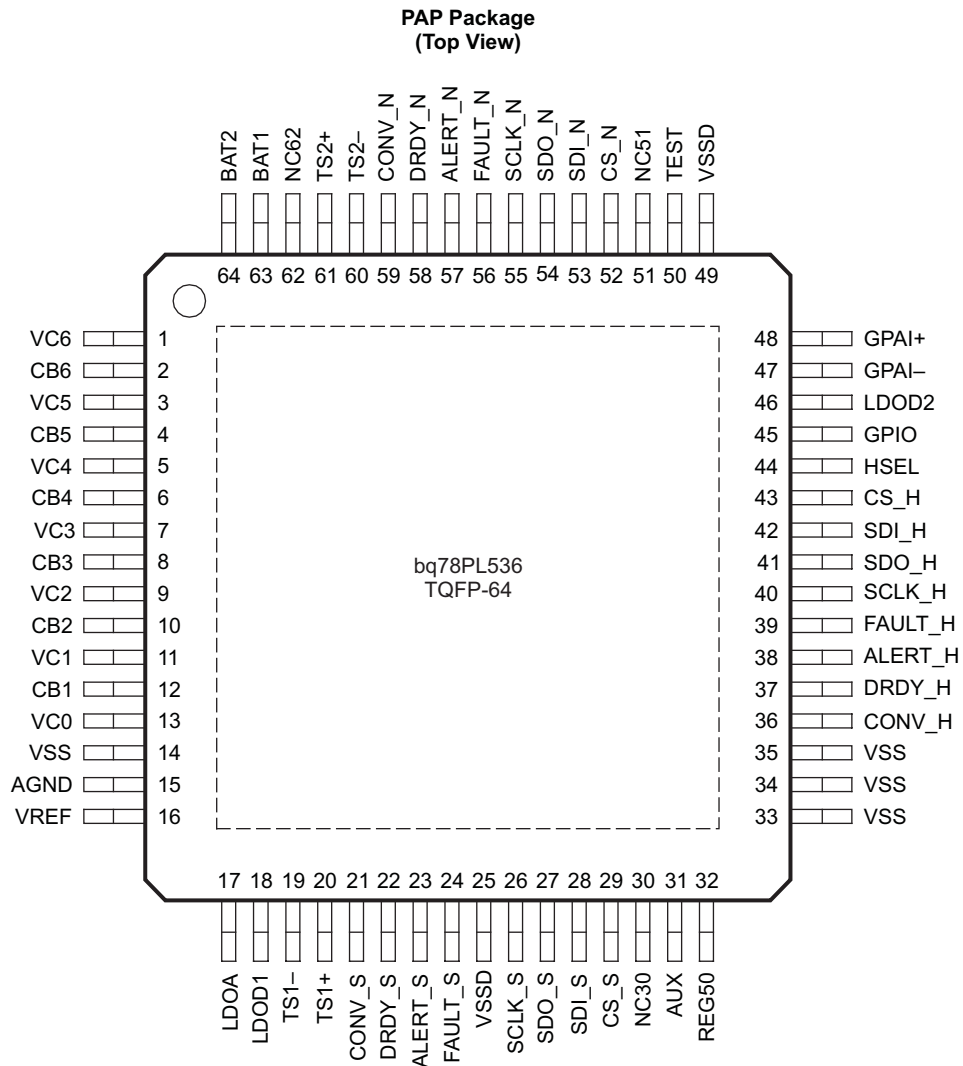 PAP Package
(Top View)
BAT2
BAT1
NC62
TS2+
TS2–
CONV_N
DRDY_N
ALERT_N
FAULT_N
SCLK_N
SDO_N
SDI_N
CS_N
NC51
TEST
VSSD
64 63 62 61 60 59 58 57 56 55 54 53 52 51 50 49
VC6 1
CB6 2
VC5 3
CB5 4
VC4 5
CB4 6
VC3 7
CB3 8
VC2 9
CB2 10
VC1 11
CB1 12
VC0 13
VSS 14
AGND 15
VREF 16
bq78PL536
TQFP-64
48 GPAI+
47 GPAI–
46 LDOD2
45 GPIO
44 HSEL
43 CS_H
42 SDI_H
41 SDO_H
40 SCLK_H
39 FAULT_H
38 ALERT_H
37 DRDY_H
36 CONV_H
35 VSS
34 VSS
33 VSS
17 18 19 20 21 22 23 24 25 26 27 28 29 30 31 32
LDOA
LDOD1
TS1–
TS1+
CONV_S
DRDY_S
ALERT_S
FAULT_S
VSSD
SCLK_S
SDO_S
SDI_S
CS_S
NC30
AUX
REG50